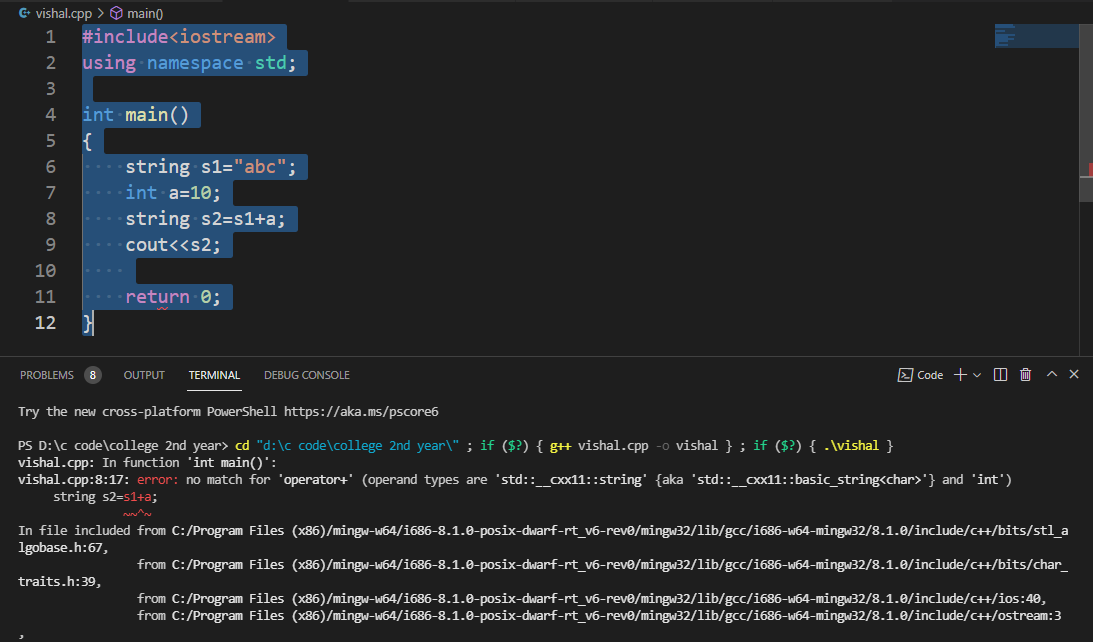 vishal.cpp > main()
1 #include<iostream>
2 using namespace std;
3
4 int main()
5 {
6     string s1="abc";
7     int a=10;
8     string s2=s1+a;
9     cout<<s2;
10
11     return 0;
12 }
PROBLEMS 8 OUTPUT TERMINAL DEBUG CONSOLE Code
Try the new cross-platform PowerShell https://aka.ms/pscore6
PS D:\c code\college 2nd year> cd "d:\c code\college 2nd year\" ; if ($?) { g++ vishal.cpp -o vishal } ; if ($?) { .\vishal }
vishal.cpp: In function 'int main()':
vishal.cpp:8:17: error: no match for 'operator+' (operand types are 'std::__cxx11::string' {aka 'std::__cxx11::basic_string<char>'} and 'int')
     string s2=s1+a;
               ~~^~
In file included from C:/Program Files (x86)/mingw-w64/i686-8.1.0-posix-dwarf-rt_v6-rev0/mingw32/lib/gcc/i686-w64-mingw32/8.1.0/include/c++/bits/stl_a
lgobase.h:67,
                 from C:/Program Files (x86)/mingw-w64/i686-8.1.0-posix-dwarf-rt_v6-rev0/mingw32/lib/gcc/i686-w64-mingw32/8.1.0/include/c++/bits/char_
traits.h:39,
                 from C:/Program Files (x86)/mingw-w64/i686-8.1.0-posix-dwarf-rt_v6-rev0/mingw32/lib/gcc/i686-w64-mingw32/8.1.0/include/c++/ios:40,
                 from C:/Program Files (x86)/mingw-w64/i686-8.1.0-posix-dwarf-rt_v6-rev0/mingw32/lib/gcc/i686-w64-mingw32/8.1.0/include/c++/ostream:3
,